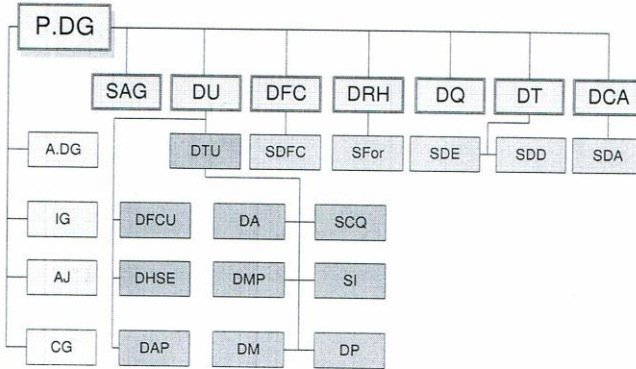 P.DG
SAG DU DFC DRH DQ DT DCA
A.DG DTU SDFC SFor SDE SDD SDA
IG DFCU DA SCQ
AJ DHSE DMP SI
CG DAP DM DP